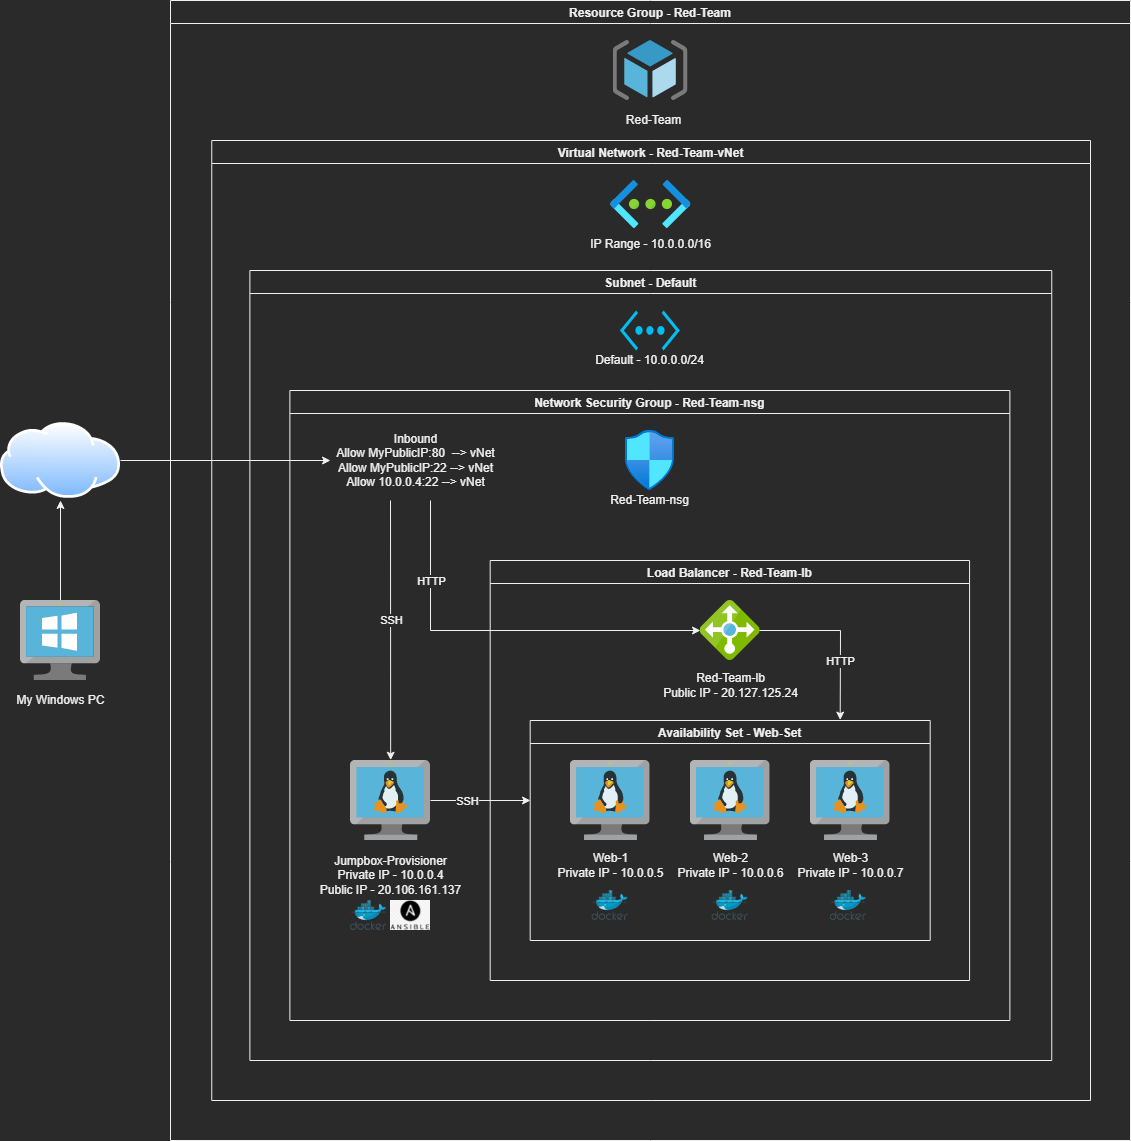 Resource Group - Red-Team
Red-Team
Virtual Network - Red-Team-vNet
IP Range - 10.0.0.0/16
Subnet - Default
Default - 10.0.0.0/24
Network Security Group - Red-Team-nsg
Inbound
Allow MyPublicIP:80 --> vNet
Allow MyPublicIP:22 --> vNet
Allow 10.0.0.4:22 --> vNet
Red-Team-nsg
HTTP
SSH
Load Balancer - Red-Team-lb
Red-Team-lb
Public IP - 20.127.125.24
HTTP
My Windows PC
Availability Set - Web-Set
SSH
Jumpbox-Provisioner
Private IP - 10.0.0.4
Public IP - 20.106.161.137
docker
A
ANSIBLE
Web-1
Private IP - 10.0.0.5
docker
Web-2
Private IP - 10.0.0.6
docker
Web-3
Private IP - 10.0.0.7
docker